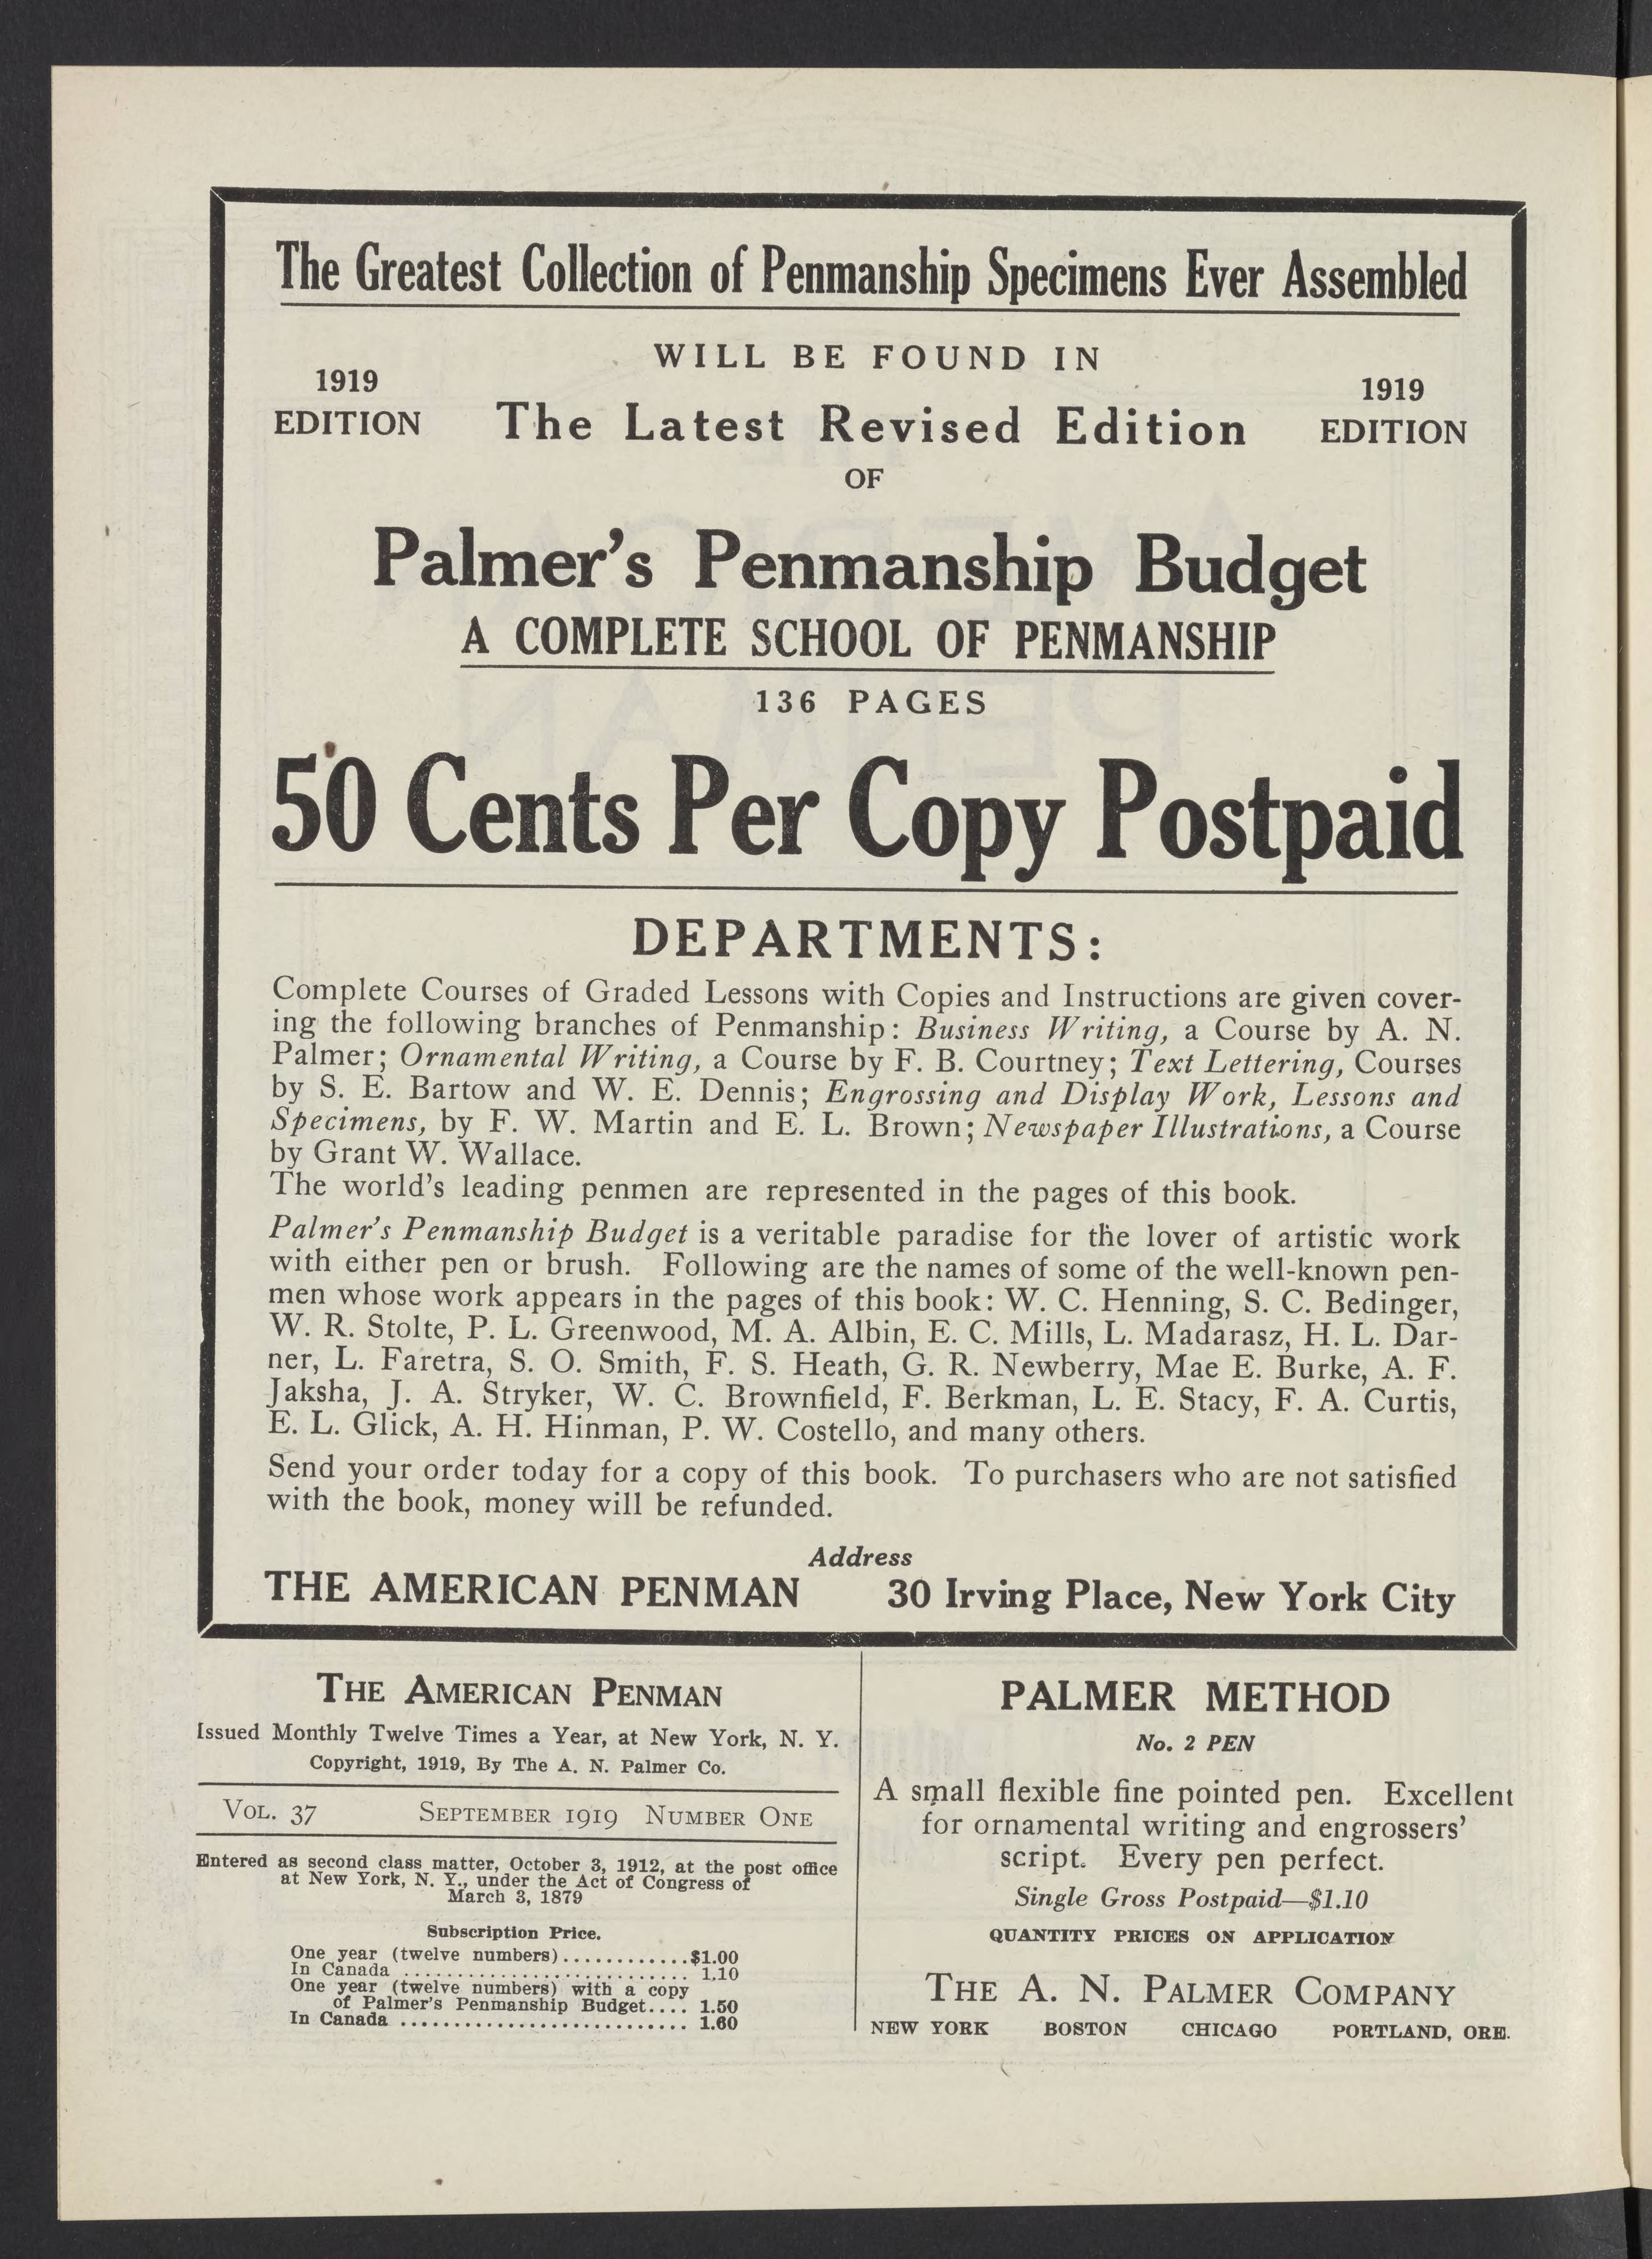 The Greatest Collection of Penmanship Specimens Ever Assembled
WILL BE FOUND IN
1919
EDITION
The Latest Revised Edition
1919
EDITION
OF
Palmer's Penmanship Budget
A COMPLETE SCHOOL OF PENMANSHIP
136 PAGES
50 Cents Per Copy Postpaid
DEPARTMENTS:
Complete Courses of Graded Lessons with Copies and Instructions are given cover-
ing the following branches of Penmanship: Business Writing, a Course by A. N.
Palmer; Ornamental Writing, a Course by F. B. Courtney; Text Lettering, Courses
by S. E. Bartow and W. E. Dennis; Engrossing and Display Work, Lessons and
Specimens, by F. W. Martin and E. L. Brown; Newspaper Illustrations, a Course
by Grant W. Wallace.
The world's leading penmen are represented in the pages of this book.
Palmer's Penmanship Budget is a veritable paradise for the lover of artistic work
with either pen or brush. Following are the names of some of the well-known pen-
men whose work appears in the pages of this book: W. C. Henning, S. C. Bedinger,
W. R. Stolte, P. L. Greenwood, M. A. Albin, E. C. Mills, L. Madarasz, H. L. Dar-
ner, L. Faretra, S. O. Smith, F. S. Heath, G. R. Newberry, Mae E. Burke, A. F.
Jaksha, J. A. Stryker, W. C. Brownfield, F. Berkman, L. E. Stacy, F. A. Curtis,
E. L. Glick, A. H. Hinman, P. W. Costello, and many others.
Send your order today for a copy of this book. To purchasers who are not satisfied
with the book, money will be refunded.
Address
THE AMERICAN PENMAN 30 Irving Place, New York City
THE AMERICAN PENMAN
Issued Monthly Twelve Times a Year, at New York, N. Y.
Copyright, 1919, By The A. N. Palmer Co.
VOL. 37 SEPTEMBER 1919 NUMBER ONE
Entered as second class matter, October 3, 1912, at the post office
at New York, N. Y., under the Act of Congress of
March 3, 1879
Subscription Price.
One year (twelve numbers)............$1.00
In Canada ........................... 1.10
One year (twelve numbers) with a copy
of Palmer's Penmanship Budget.... 1.50
In Canada ........................... 1.60
PALMER METHOD
No. 2 PEN
A small flexible fine pointed pen. Excellent
for ornamental writing and engrossers'
script. Every pen perfect.
Single Gross Postpaid—$1.10
QUANTITY PRICES ON APPLICATION
THE A. N. PALMER COMPANY
NEW YORK BOSTON CHICAGO PORTLAND, ORE.